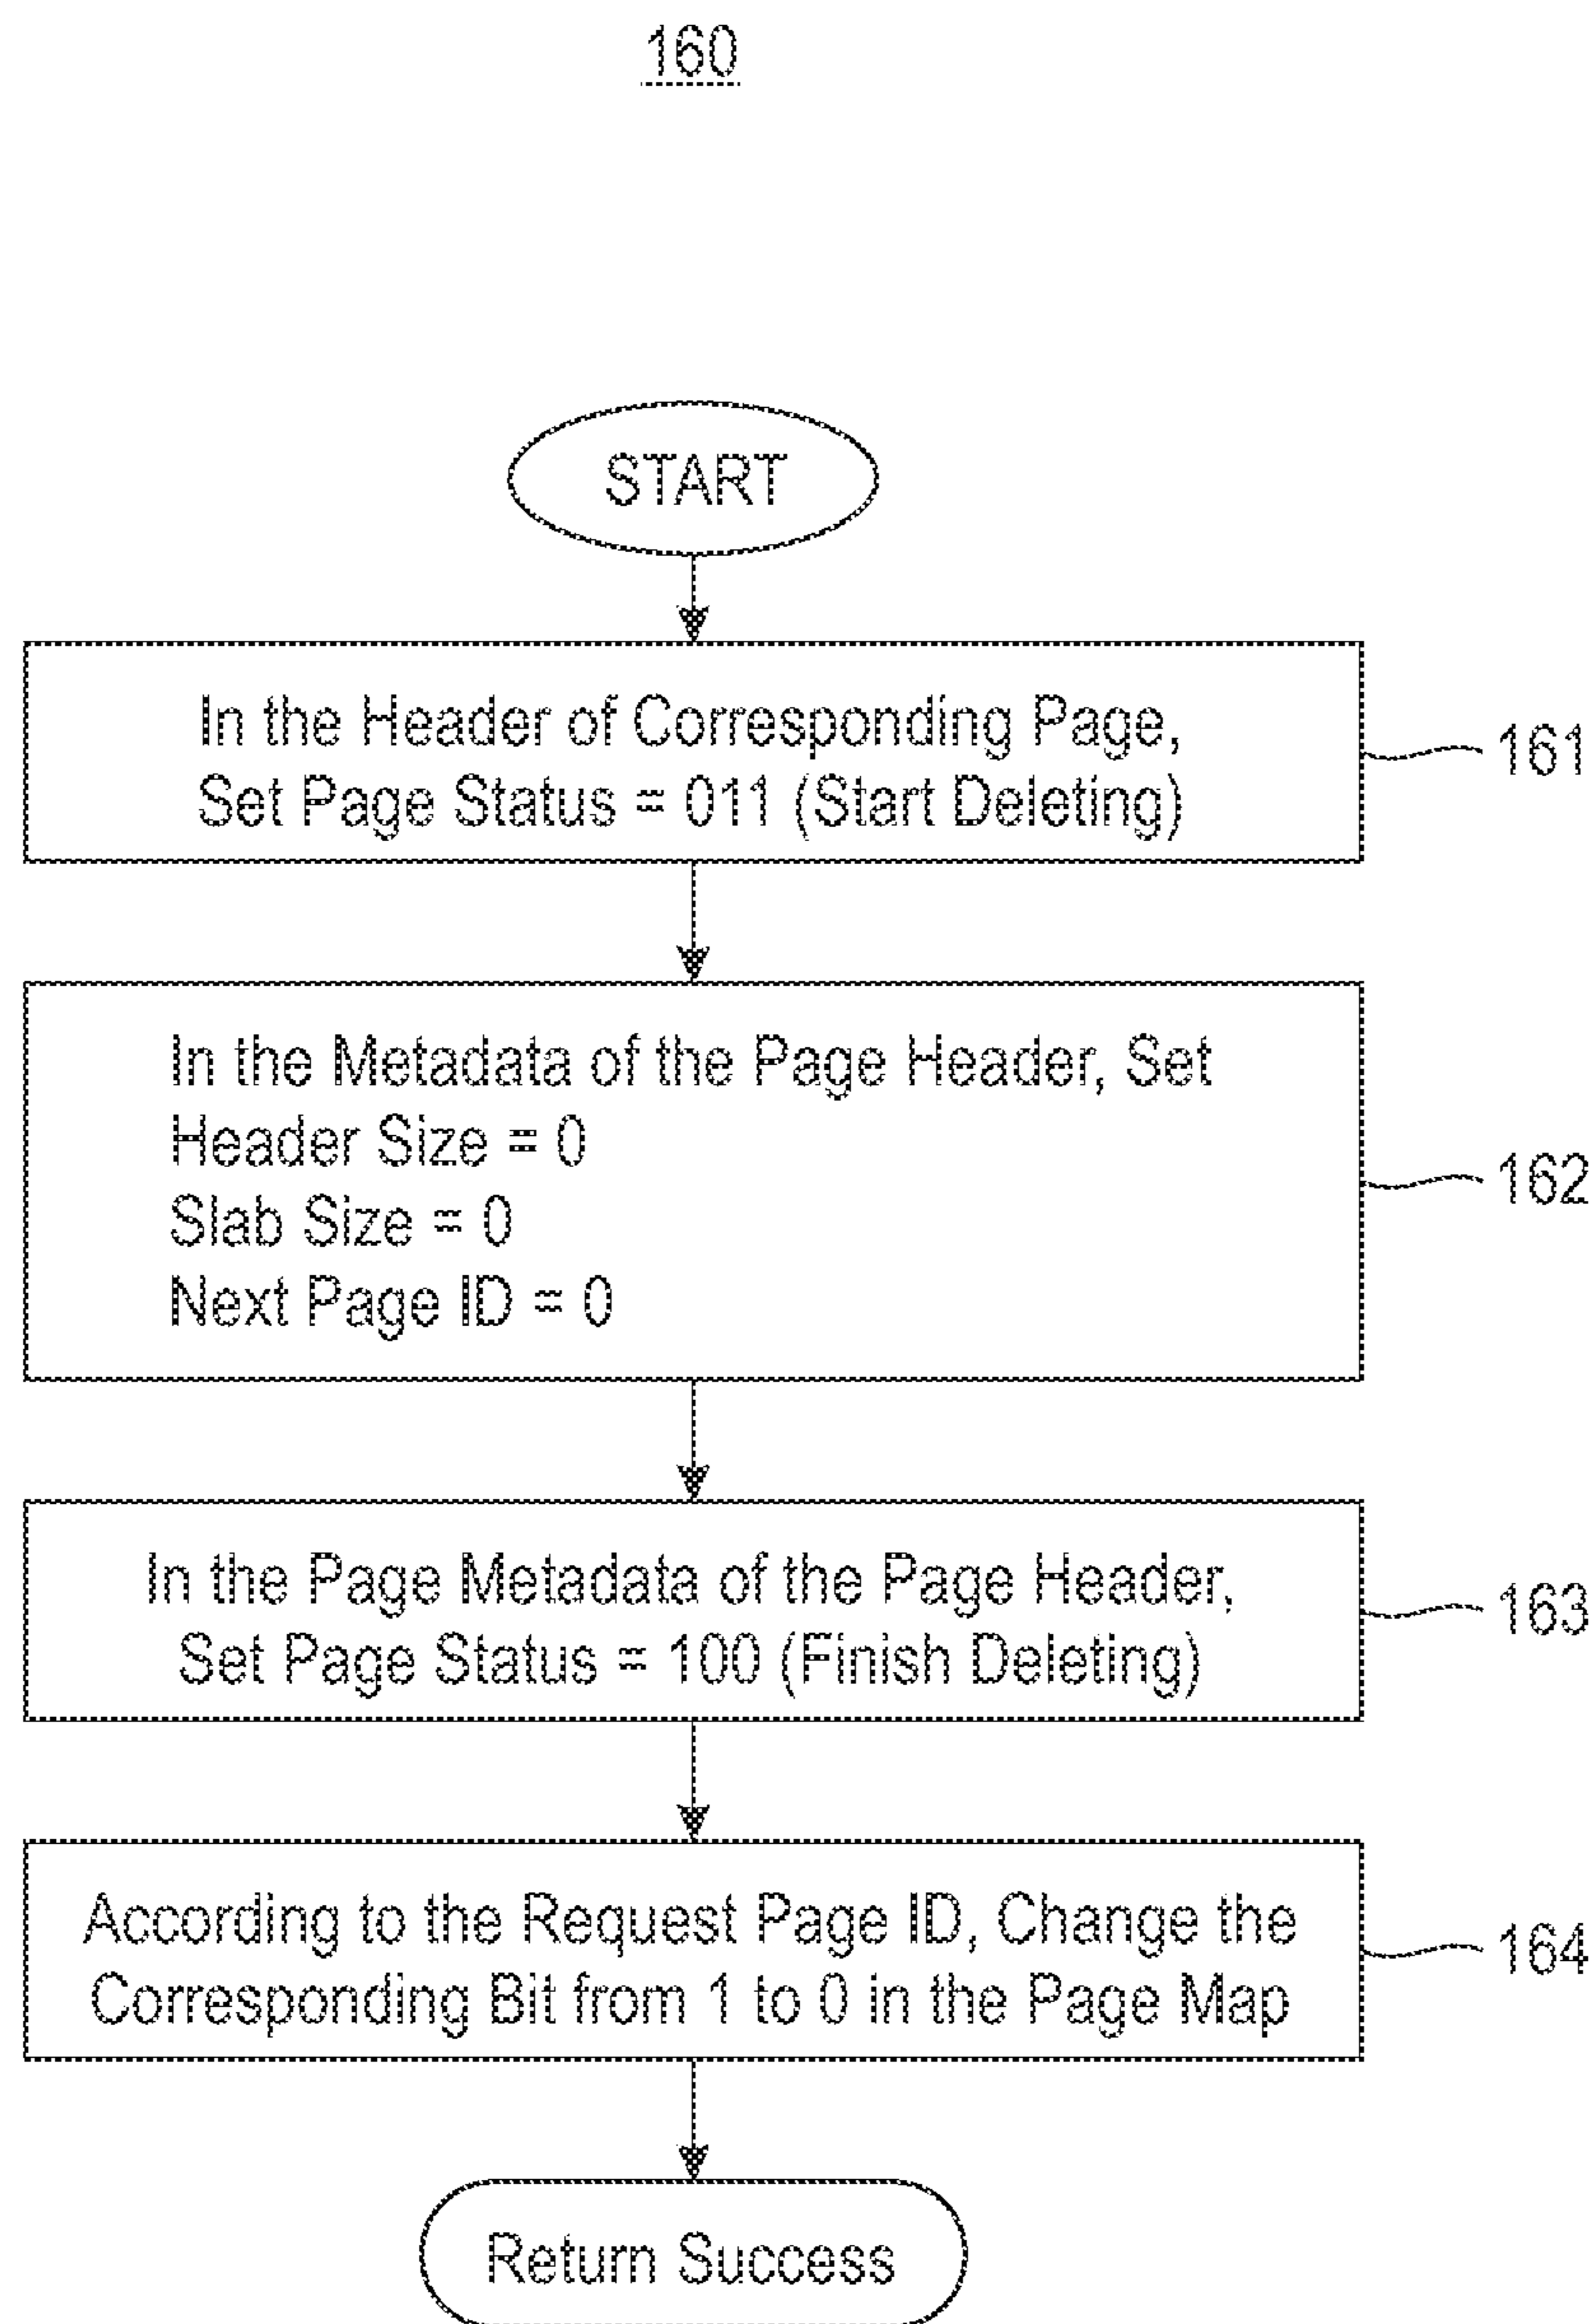 160
START
In the Header of Corresponding Page,
Set Page Status = 011 (Start Deleting)
161
In the Metadata of the Page Header, Set
Header Size = 0
Slab Size = 0
Next Page ID = 0
162
In the Page Metadata of the Page Header,
Set Page Status = 100 (Finish Deleting)
163
According to the Request Page ID, Change the
Corresponding Bit from 1 to 0 in the Page Map
164
Return Success